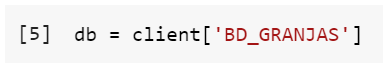 [5] db = client['BD_GRANJAS']